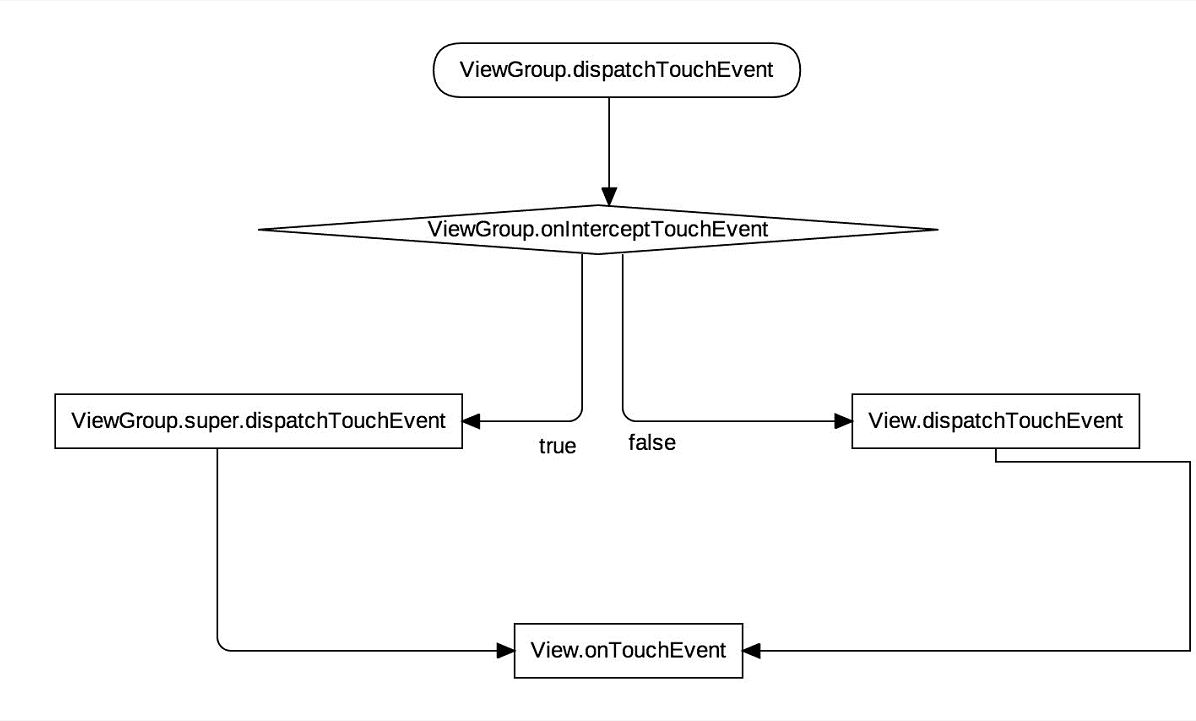 ViewGroup.dispatchTouchEvent
ViewGroup.onInterceptTouchEvent
ViewGroup.super.dispatchTouchEvent
View.dispatchTouchEvent
true
false
View.onTouchEvent